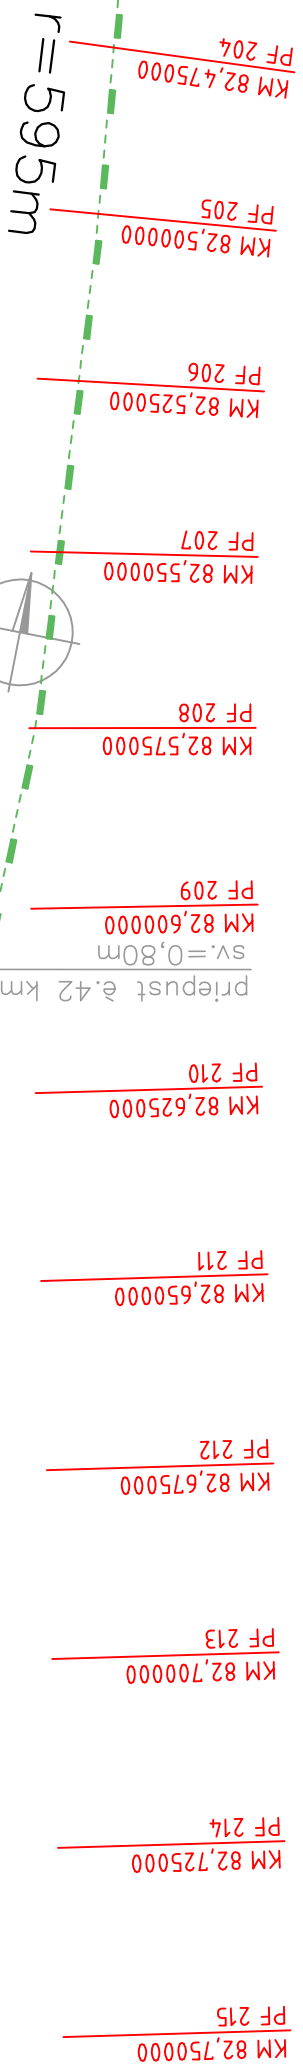 KM 82,750000
PF 215
KM 82,725000
PF 214
KM 82,700000
PF 213
KM 82,675000
PF 212
KM 82,650000
PF 211
KM 82,625000
PF 210
priepust è.42 km
sv.=0,80m
KM 82,600000
PF 209
KM 82,575000
PF 208
KM 82,550000
PF 207
KM 82,525000
PF 206
KM 82,500000
PF 205
KM 82,475000
PF 204
r=595m